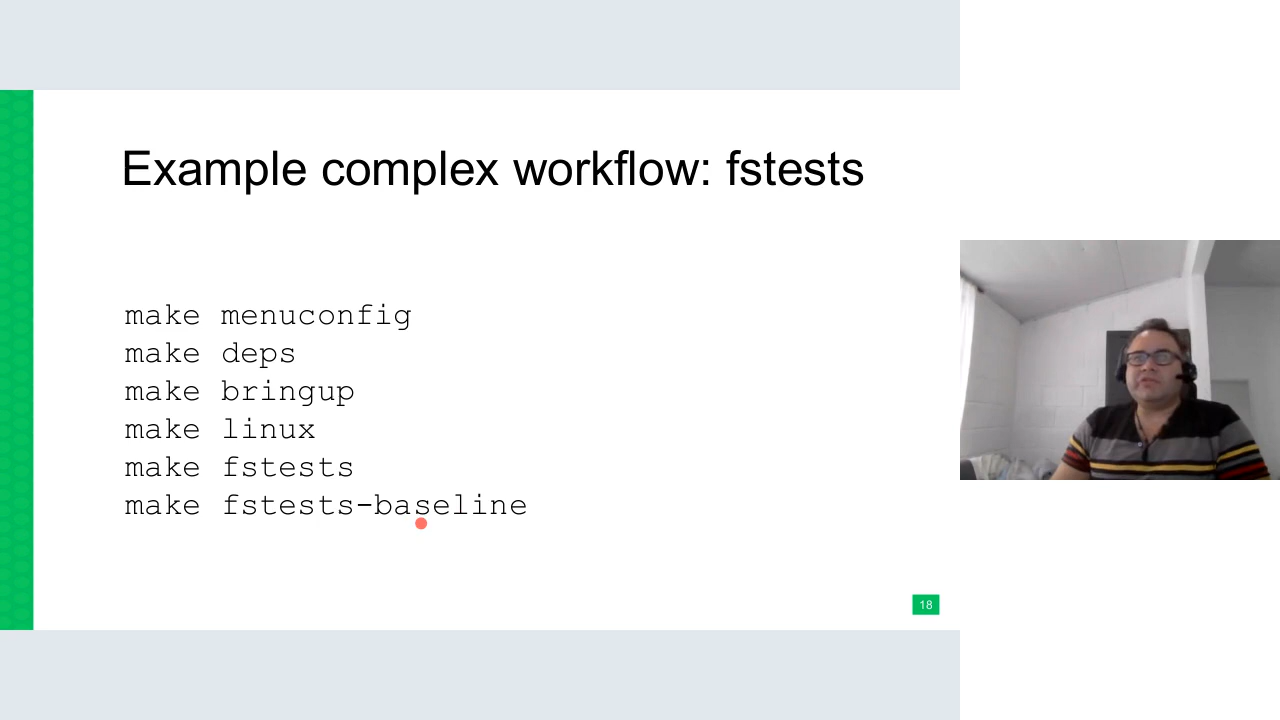 Example complex workflow: fstests
make menuconfig
make deps
make bringup
make linux
make fstests
make fstests-baseline
18